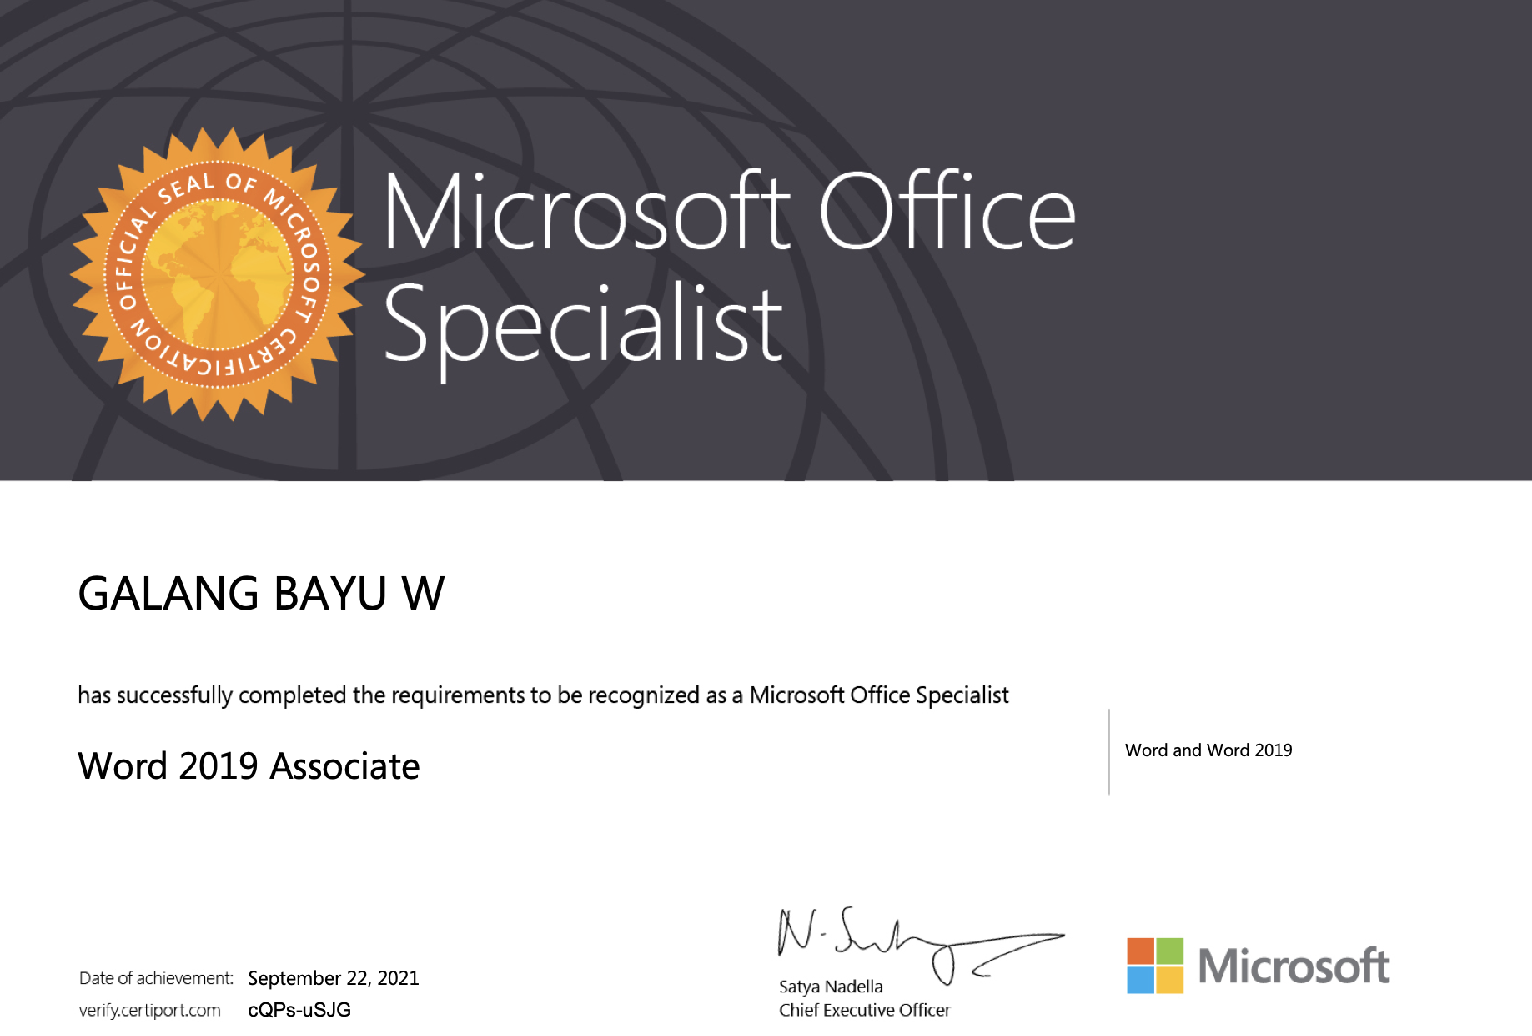 OFFICIAL SEAL OF MICROSOFT CERTIFICATION
Microsoft Office
Specialist
GALANG BAYU W
has successfully completed the requirements to be recognized as a Microsoft Office Specialist
Word 2019 Associate
Word and Word 2019
N. Satya
Satya Nadella
Chief Executive Officer
Microsoft
Date of achievement: September 22, 2021
verify.certiport.com cQPs-uSJG